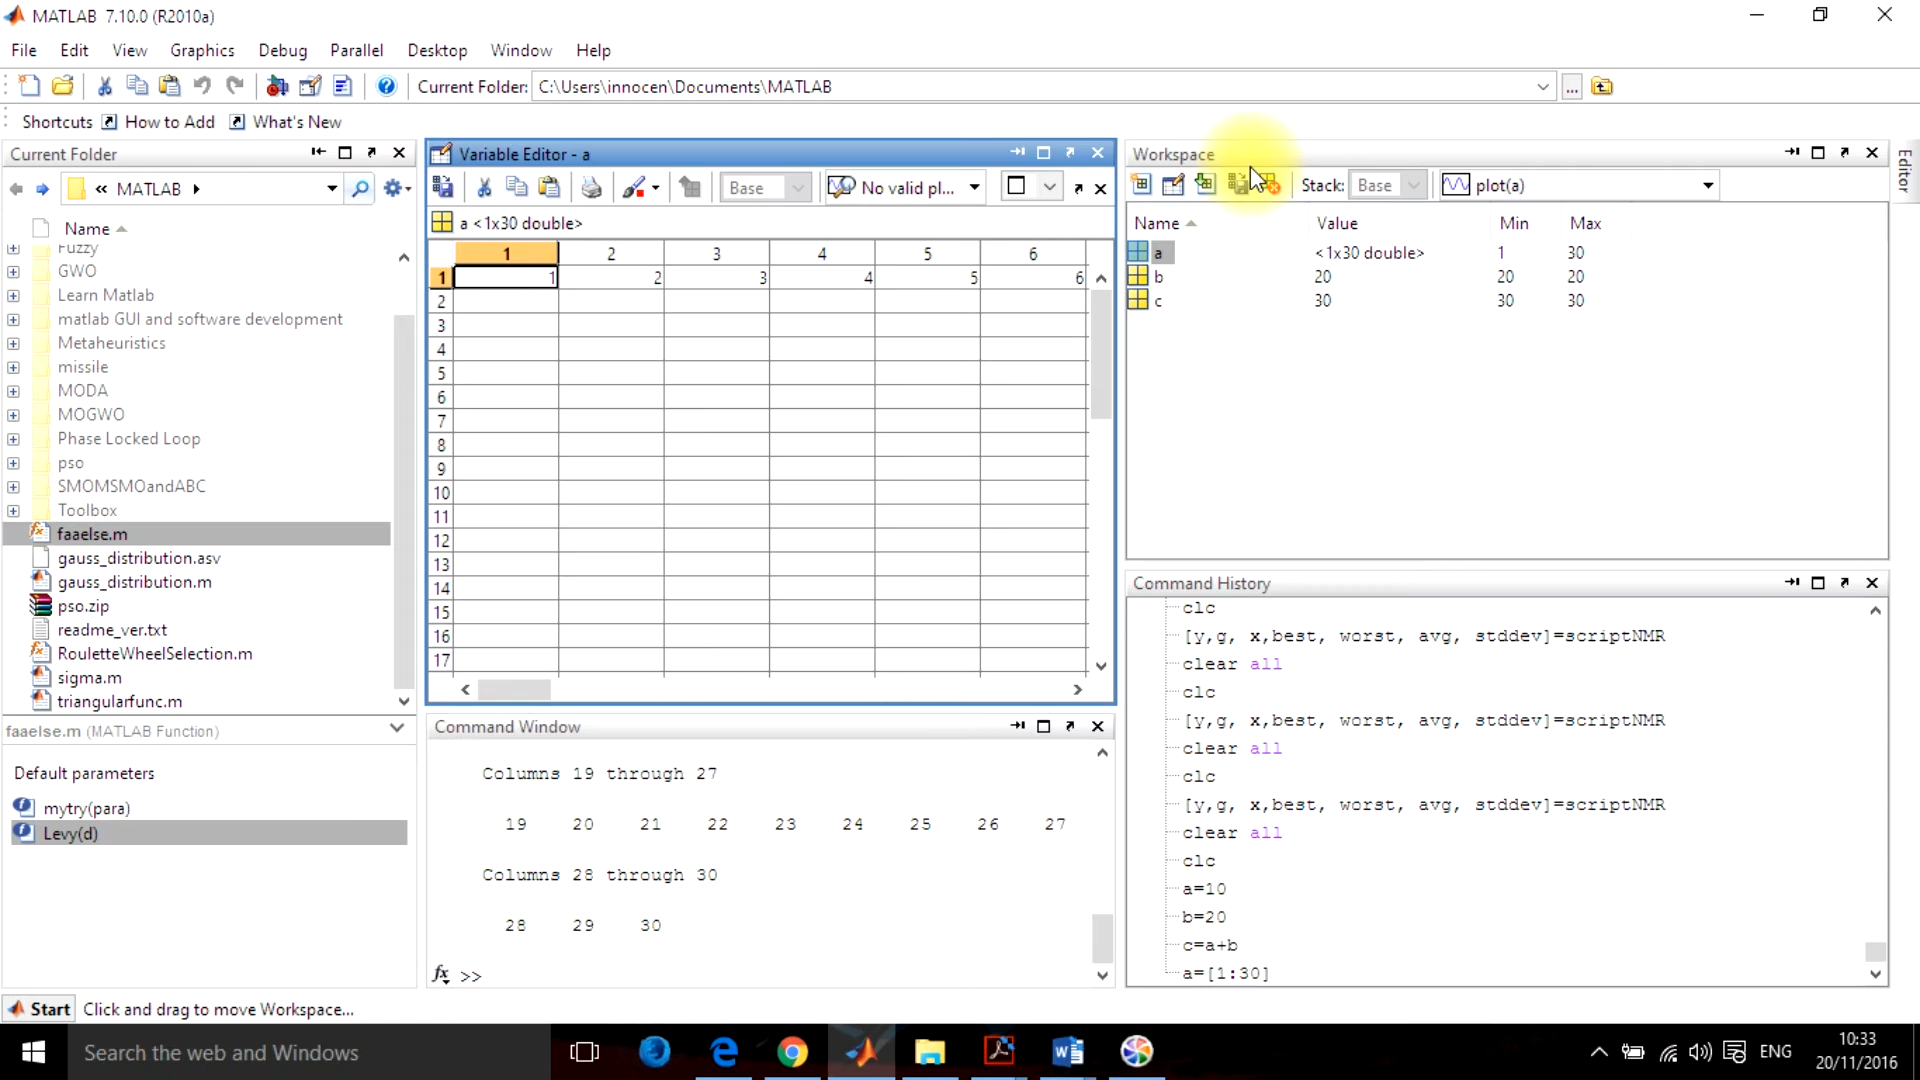 MATLAB 7.10.0 (R2010a)
File Edit View Graphics Debug Parallel Desktop Window Help
Current Folder: C:\Users\innocen\Documents\MATLAB ...
Shortcuts How to Add What's New
Current Folder
« MATLAB
Name
Fuzzy
GWO
Learn Matlab
matlab GUI and software development
Metaheuristics
missile
MODA
MOGWO
Phase Locked Loop
pso
SMOMSMOandABC
Toolbox
faaelse.m
gauss_distribution.asv
gauss_distribution.m
pso.zip
readme_ver.txt
RouletteWheelSelection.m
sigma.m
triangularfunc.m
faaelse.m (MATLAB Function)
Default parameters
mytry(para)
Levy(d)
Variable Editor - a
Base No valid pl...
a <1x30 double>
1 2 3 4 5 6
1 1 2 3 4 5 6
2
3
4
5
6
7
8
9
10
11
12
13
14
15
16
17
Command Window
Columns 19 through 27
19 20 21 22 23 24 25 26 27
Columns 28 through 30
28 29 30
fx >>
Workspace
Stack: Base plot(a)
Name Value Min Max
a <1x30 double> 1 30
b 20 20 20
c 30 30 30
Editor
Command History
clc
[y,g, x,best, worst, avg, stddev]=scriptNMR
clear all
clc
[y,g, x,best, worst, avg, stddev]=scriptNMR
clear all
clc
[y,g, x,best, worst, avg, stddev]=scriptNMR
clear all
clc
a=10
b=20
c=a+b
a=[1:30]
Start Click and drag to move Workspace...
Search the web and Windows
ENG
10:33
20/11/2016